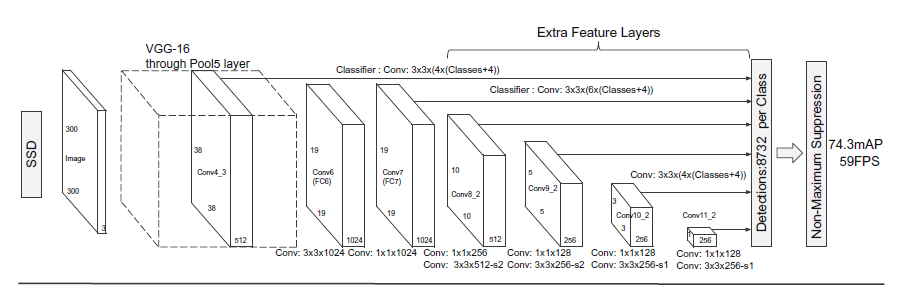 Extra Feature Layers
VGG-16
through Pool5 layer
Classifier : Conv: 3x3x(4x(Classes+4))
Classifier : Conv: 3x3x(6x(Classes+4))
SSD
300
Image
300
3
38
Conv4_3
38
512
19
Conv6
(FC6)
19
1024
19
Conv7
(FC7)
19
1024
10
Conv8_2
10
512
5
Conv9_2
5
256
Conv: 3x3x(4x(Classes+4))
3
Conv10_2
3
256
Conv11_2
1
256
Detections:8732 per Class
Non-Maximum Suppression
74.3mAP
59FPS
Conv: 3x3x1024
Conv: 1x1x1024
Conv: 1x1x256
Conv: 3x3x512-s2
Conv: 1x1x128
Conv: 3x3x256-s2
Conv: 1x1x128
Conv: 3x3x256-s1
Conv: 1x1x128
Conv: 3x3x256-s1